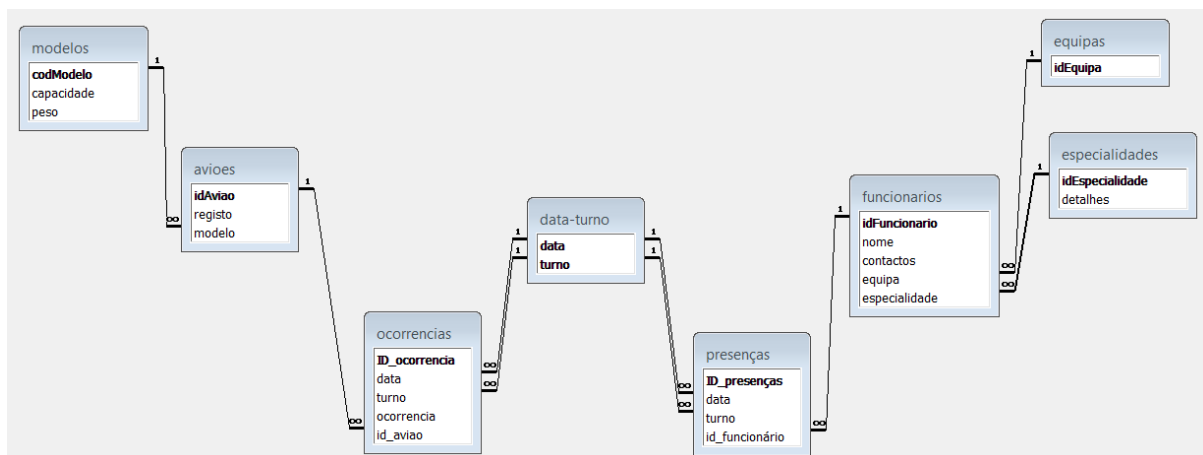 modelos
codModelo
capacidade
peso
1
∞
avioes
idAviao
registo
modelo
1
∞
ocorrencias
ID_ocorrencia
data
turno
ocorrencia
id_aviao
∞
∞
data-turno
data
turno
1
1
1
1
presenças
ID_presenças
data
turno
id_funcionário
∞
∞
∞
funcionarios
idFuncionario
nome
contactos
equipa
especialidade
1
∞
∞
equipas
idEquipa
1
especialidades
idEspecialidade
detalhes
1